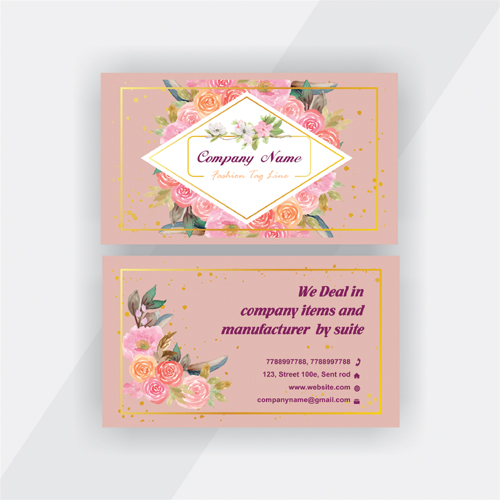 Company Name
Fashion Tag Line
We Deal in
company items and
manufacturer by suite
7788997788, 7788997788
123, Street 100e, Sent rod
www.website.com
companyname@gmail.com